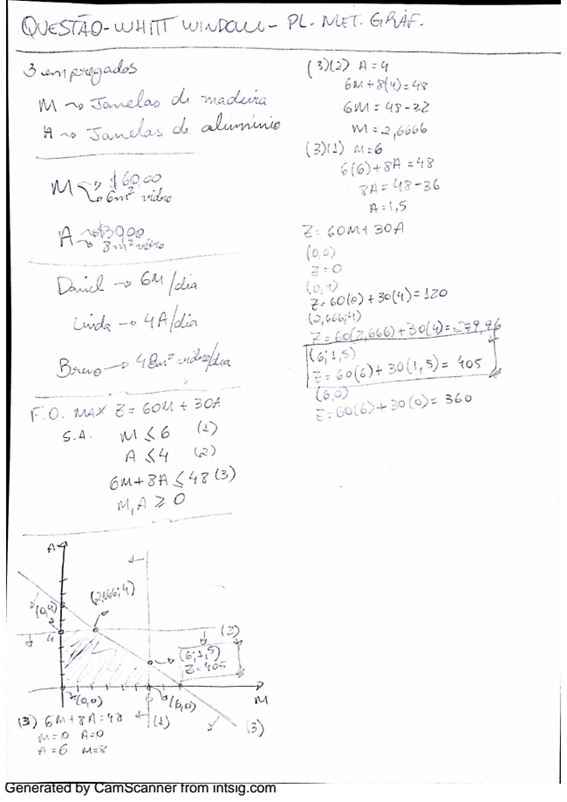 QUESTÃO - WHITT WINDOW - PL - MET. GRÁF.
3 empregados
M → Janelas de madeira
A → Janelas de alumínio
M → $60,00
→ 6m² vidro
A → $30,00
→ 8m² vidro
Daniel → 6M/dia
Linda → 4A/dia
Breno → 48m² vidro/dia
F.O. MAX Z = 60M + 30A
S.A. M ≤ 6 (1)
A ≤ 4 (2)
6M + 8A ≤ 48 (3)
M, A ≥ 0
A
(0,4)
(2,666;4)
4
(2)
(6;1,5)
Z=405
(0,0)
(6,0)
M
(1)
(3)
(3) 6M + 8A = 48
M=0 A=0
A=6 M=8
(3)(2) A=4
6M+8(4)=48
6M=48-32
M=2,6666
(3)(1) M=6
6(6)+8A=48
8A=48-36
A=1,5
Z=60M+30A
(0,0)
Z=0
(0,4)
Z=60(0)+30(4)=120
(2,666;4)
Z=60(2,666)+30(4)=279,96
(6;1,5)
Z=60(6)+30(1,5)=405
(6,0)
Z=60(6)+30(0)=360
Generated by CamScanner from intsig.com